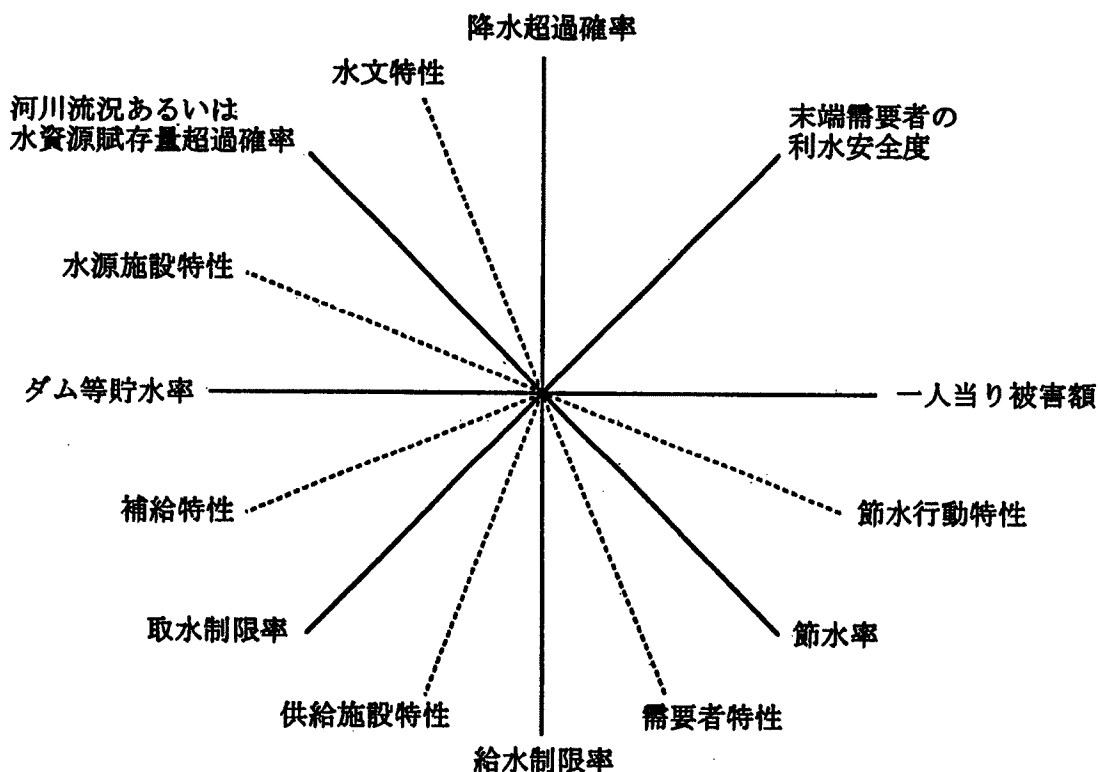 降水超過確率
水文特性
河川流況あるいは
水資源賦存量超過確率
末端需要者の
利水安全度
水源施設特性
ダム等貯水率
一人当り被害額
補給特性
節水行動特性
取水制限率
節水率
供給施設特性
需要者特性
給水制限率